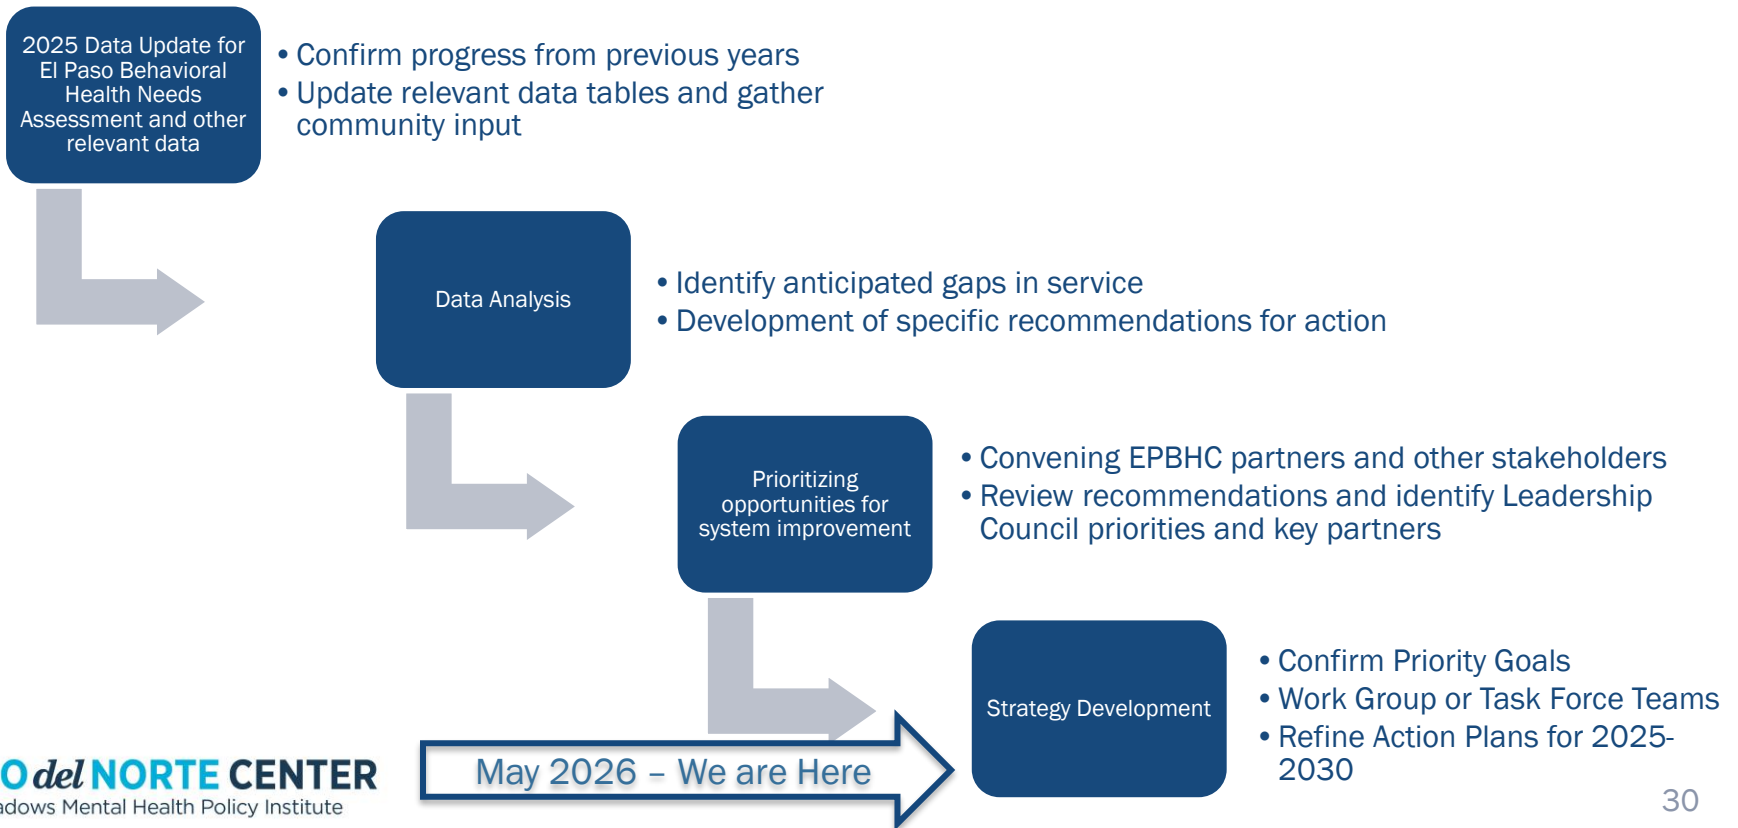 2025 Data Update for
El Paso Behavioral
Health Needs
Assessment and other
relevant data
• Confirm progress from previous years
• Update relevant data tables and gather
community input
Data Analysis
• Identify anticipated gaps in service
• Development of specific recommendations for action
Prioritizing
opportunities for
system improvement
• Convening EPBHC partners and other stakeholders
• Review recommendations and identify Leadership
Council priorities and key partners
Strategy Development
• Confirm Priority Goals
• Work Group or Task Force Teams
• Refine Action Plans for 2025-
2030
May 2026 – We are Here
O del NORTE CENTER
adows Mental Health Policy Institute
30